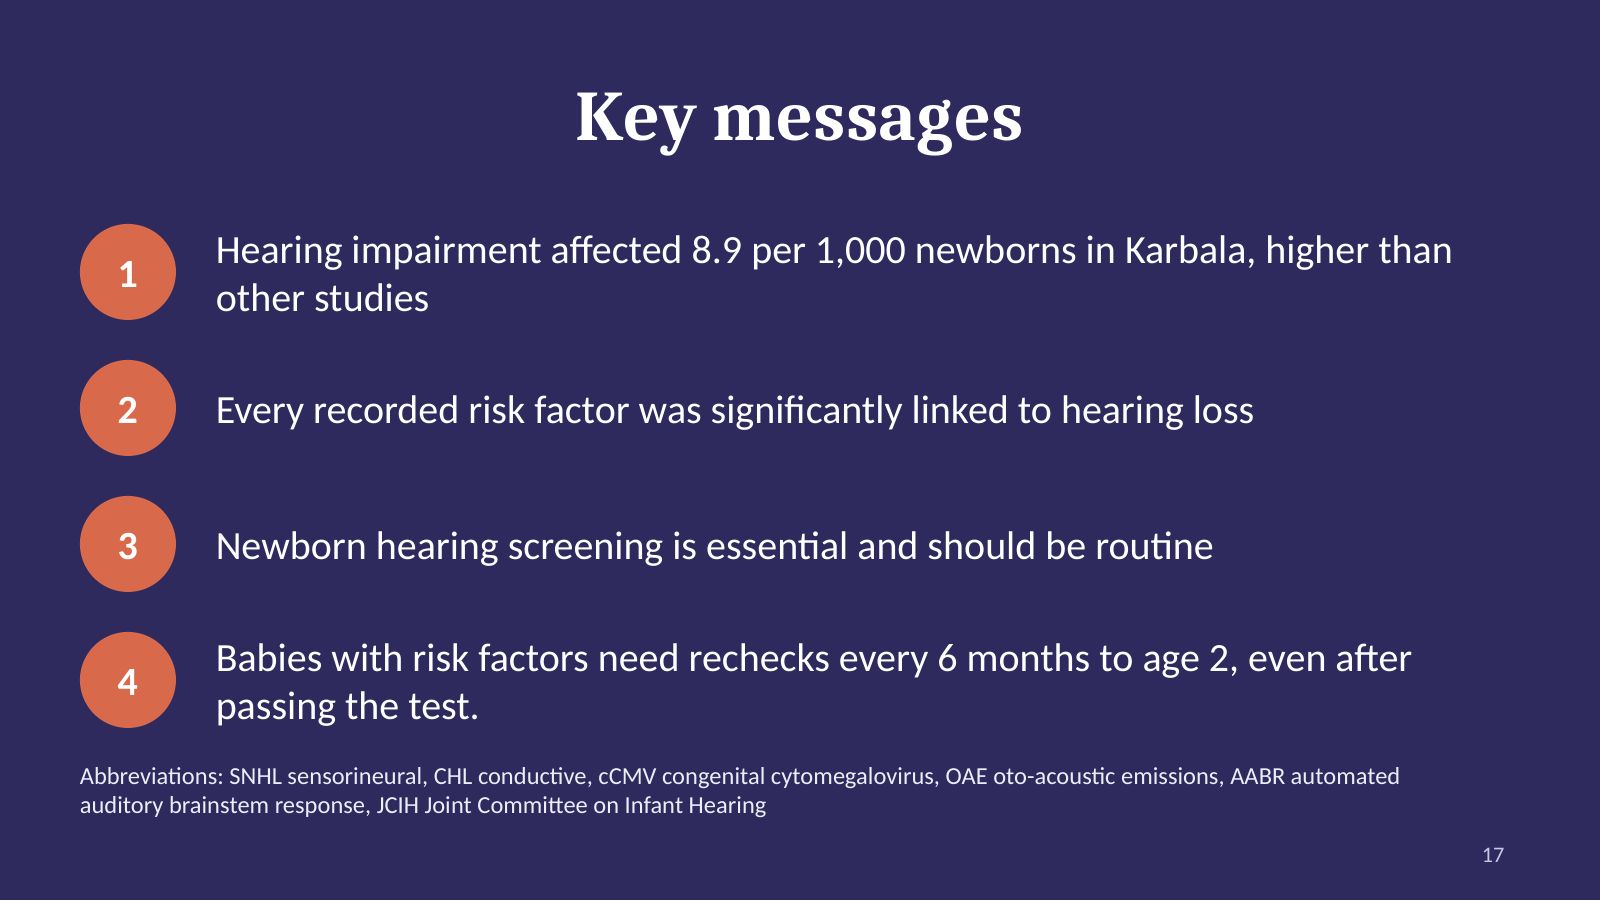 Key messages
1
Hearing impairment affected 8.9 per 1,000 newborns in Karbala, higher than
other studies
2
Every recorded risk factor was significantly linked to hearing loss
3
Newborn hearing screening is essential and should be routine
4
Babies with risk factors need rechecks every 6 months to age 2, even after
passing the test.
Abbreviations: SNHL sensorineural, CHL conductive, cCMV congenital cytomegalovirus, OAE oto-acoustic emissions, AABR automated
auditory brainstem response, JCIH Joint Committee on Infant Hearing
17